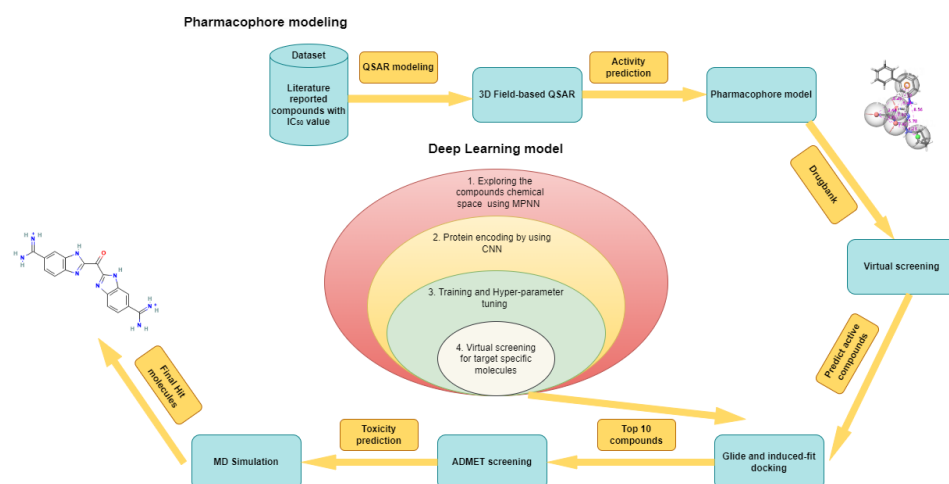 Pharmacophore modeling
Dataset
Literature
reported
compounds with
IC₅₀ value
QSAR modeling
3D Field-based QSAR
Activity
prediction
Pharmacophore model
Drugbank
Virtual screening
Predict active
compounds
Deep Learning model
1. Exploring the
compounds chemical
space using MPNN
2. Protein encoding by using
CNN
3. Training and Hyper-parameter
tuning
4. Virtual screening
for target specific
molecules
Glide and induced-fit
docking
Top 10
compounds
ADMET screening
Toxicity
prediction
MD Simulation
Final Hit
molecules